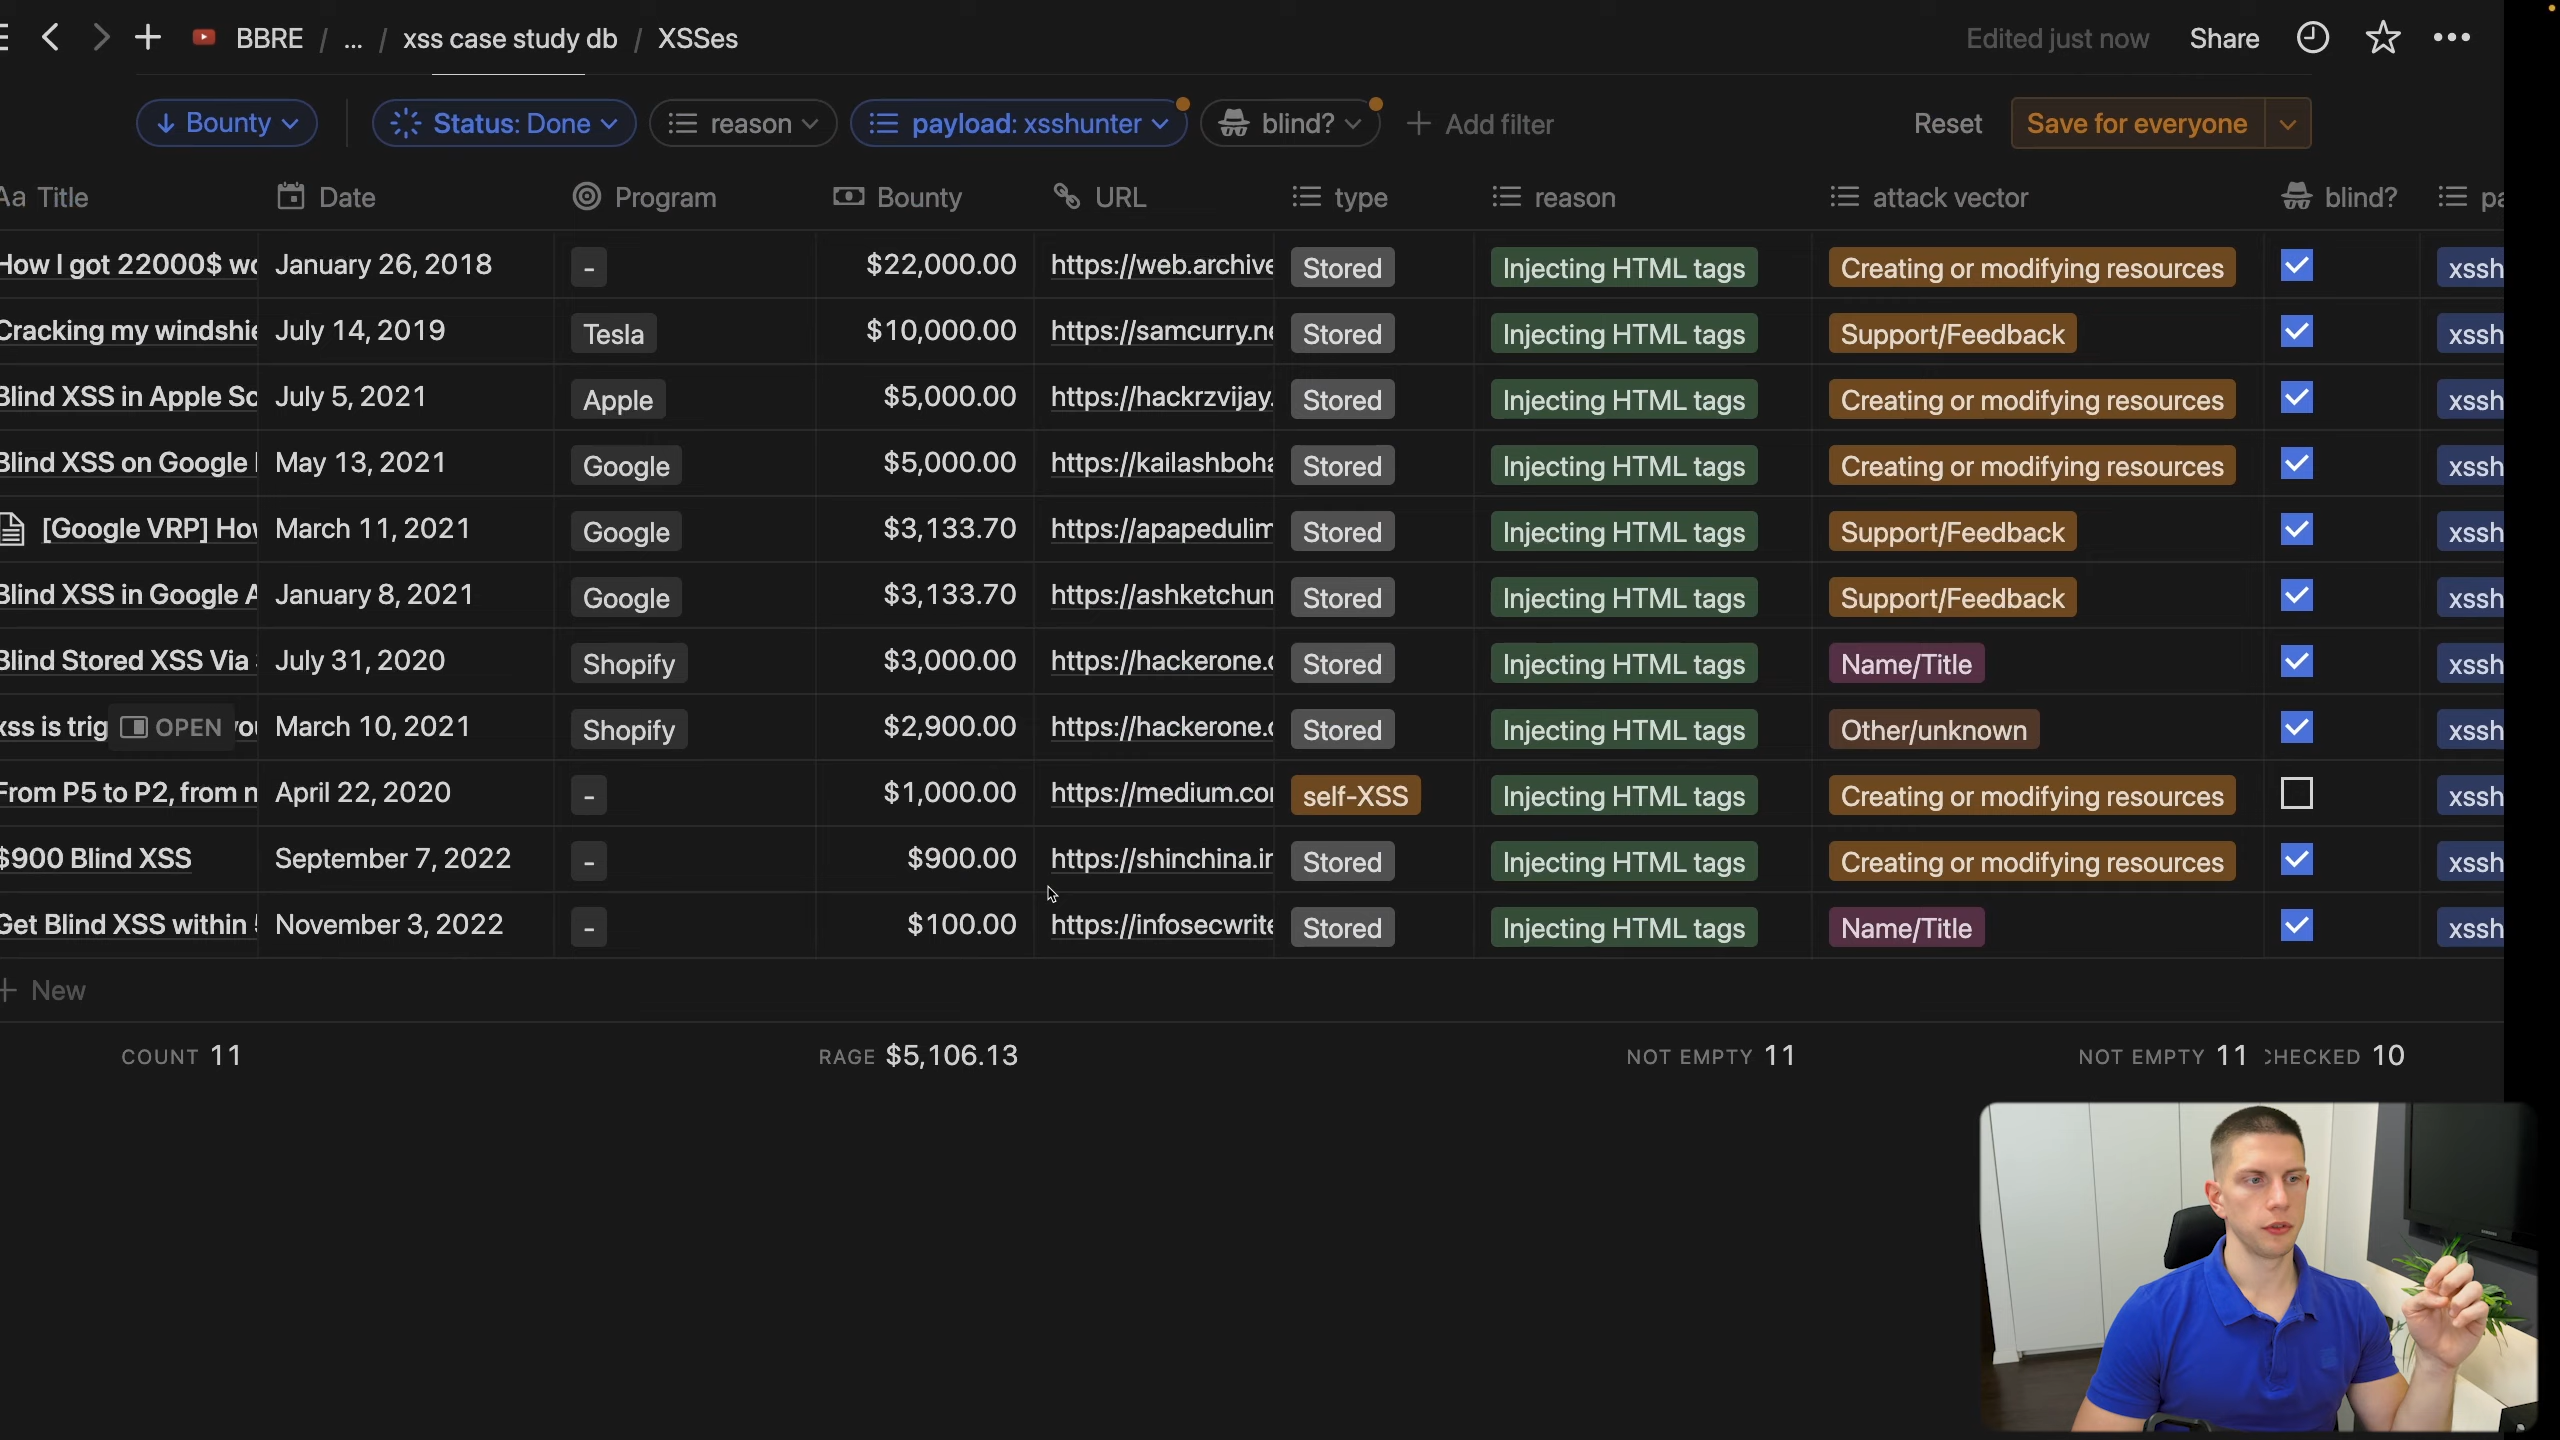 BBRE / ... / xss case study db / XSSes Edited just now Share
Bounty Status: Done reason payload: xsshunter blind? Add filter Reset Save for everyone
Aa Title Date Program Bounty URL type reason attack vector blind? pa
How I got 22000$ wo January 26, 2018 - $22,000.00 https://web.archive Stored Injecting HTML tags Creating or modifying resources xssh
Cracking my windshie July 14, 2019 Tesla $10,000.00 https://samcurry.ne Stored Injecting HTML tags Support/Feedback xssh
Blind XSS in Apple Sc July 5, 2021 Apple $5,000.00 https://hackrzvijay. Stored Injecting HTML tags Creating or modifying resources xssh
Blind XSS on Google May 13, 2021 Google $5,000.00 https://kailashboha Stored Injecting HTML tags Creating or modifying resources xssh
[Google VRP] How March 11, 2021 Google $3,133.70 https://apapedulim Stored Injecting HTML tags Support/Feedback xssh
Blind XSS in Google A January 8, 2021 Google $3,133.70 https://ashketchum Stored Injecting HTML tags Support/Feedback xssh
Blind Stored XSS Via July 31, 2020 Shopify $3,000.00 https://hackerone.c Stored Injecting HTML tags Name/Title xssh
xss is trig OPEN you March 10, 2021 Shopify $2,900.00 https://hackerone.c Stored Injecting HTML tags Other/unknown xssh
From P5 to P2, from n April 22, 2020 - $1,000.00 https://medium.co self-XSS Injecting HTML tags Creating or modifying resources xssh
$900 Blind XSS September 7, 2022 - $900.00 https://shinchina.ir Stored Injecting HTML tags Creating or modifying resources xssh
Get Blind XSS within November 3, 2022 - $100.00 https://infosecwrite Stored Injecting HTML tags Name/Title xssh
New
COUNT 11 RAGE $5,106.13 NOT EMPTY 11 NOT EMPTY 11 CHECKED 10